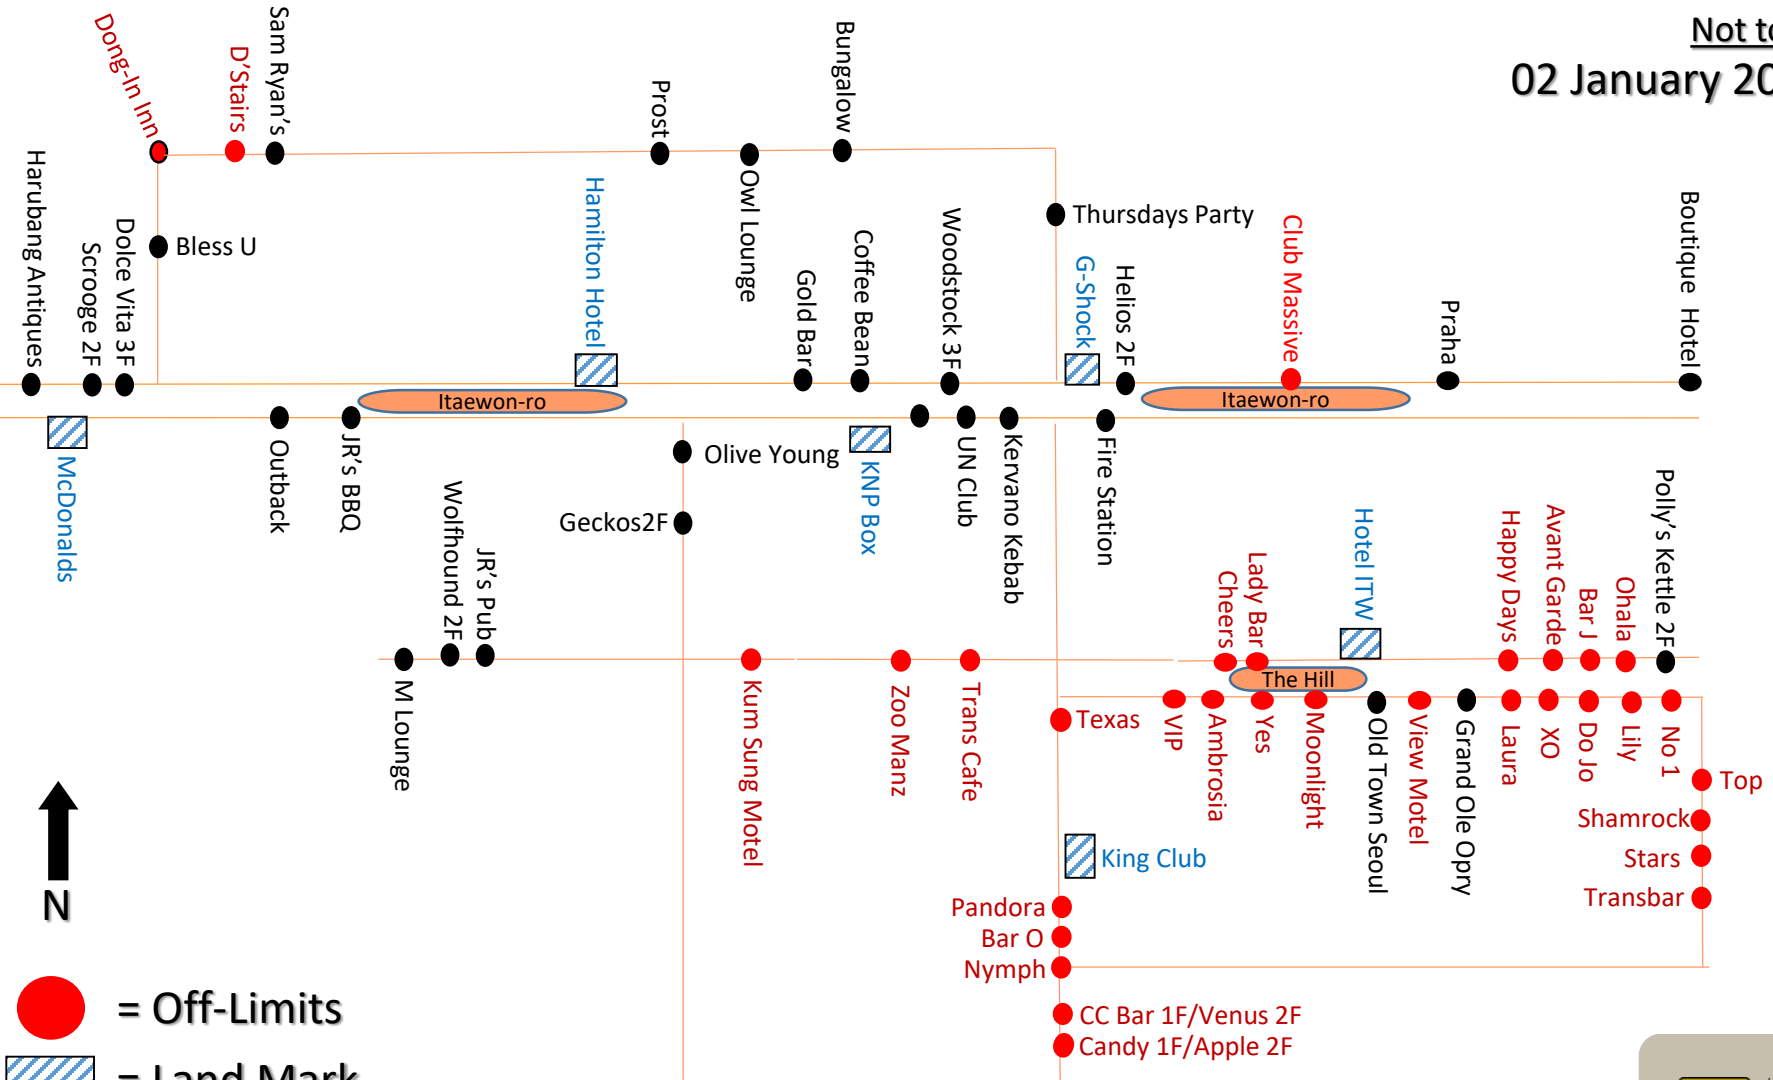 Not to
02 January 20
Dong-In Inn
D'Stairs
Sam Ryan's
Prost
Owl Lounge
Bungalow
Thursdays Party
Bless U
Harubang Antiques
Scrooge 2F
Dolce Vita 3F
Hamilton Hotel
Gold Bar
Coffee Bean
Woodstock 3F
G-Shock
Helios 2F
Club Massive
Praha
Boutique Hotel
Itaewon-ro
Itaewon-ro
McDonalds
Outback
JR's BBQ
Olive Young
KNP Box
UN Club
Kervano Kebab
Fire Station
Geckos2F
Wolfhound 2F
JR's Pub
Cheers
Lady Bar
Hotel ITW
Happy Days
Avant Garde
Bar J
Ohala
Polly's Kettle 2F
The Hill
M Lounge
Kum Sung Motel
Zoo Manz
Trans Cafe
Texas
VIP
Ambrosia
Yes
Moonlight
Old Town Seoul
View Motel
Grand Ole Opry
Laura
XO
Do Jo
Lily
No 1
Top
Shamrock
Stars
Transbar
King Club
Pandora
Bar O
Nymph
CC Bar 1F/Venus 2F
Candy 1F/Apple 2F
N
= Off-Limits
= Land Mark